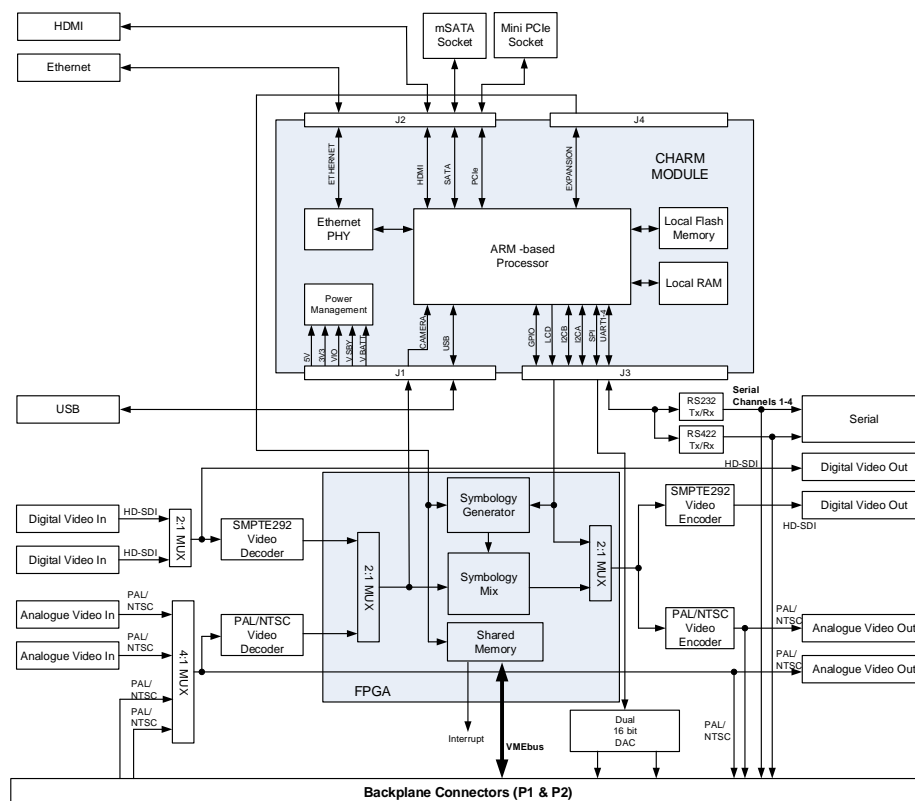 HDMI
Ethernet
mSATA
Socket
Mini PCIe
Socket
J2
J4
ETHERNET
HDMI
SATA
PCIe
EXPANSION
CHARM
MODULE
Ethernet
PHY
ARM -based
Processor
Local Flash
Memory
Local RAM
Power
Management
5V
3V3
VIO
V SBY
V BATT
CAMERA
USB
GPIO
LCD
I2CB
I2CA
SPI
UART1-4
J1
J3
USB
RS232
Tx/Rx
RS422
Tx/Rx
Serial
Channels 1-4
Serial
HD-SDI
Digital Video Out
Digital Video In
HD-SDI
Digital Video In
HD-SDI
2:1 MUX
SMPTE292
Video
Decoder
2:1 MUX
Symbology
Generator
Symbology
Mix
Shared
Memory
FPGA
2:1 MUX
SMPTE292
Video
Encoder
Digital Video Out
HD-SDI
Analogue Video In
PAL/
NTSC
Analogue Video In
PAL/
NTSC
PAL/
NTSC
PAL/
NTSC
4:1 MUX
PAL/NTSC
Video
Decoder
PAL/NTSC
Video
Encoder
PAL/
NTSC
Analogue Video Out
PAL/
NTSC
Analogue Video Out
Interrupt
VMEbus
Dual
16 bit
DAC
PAL/
NTSC
Backplane Connectors (P1 & P2)